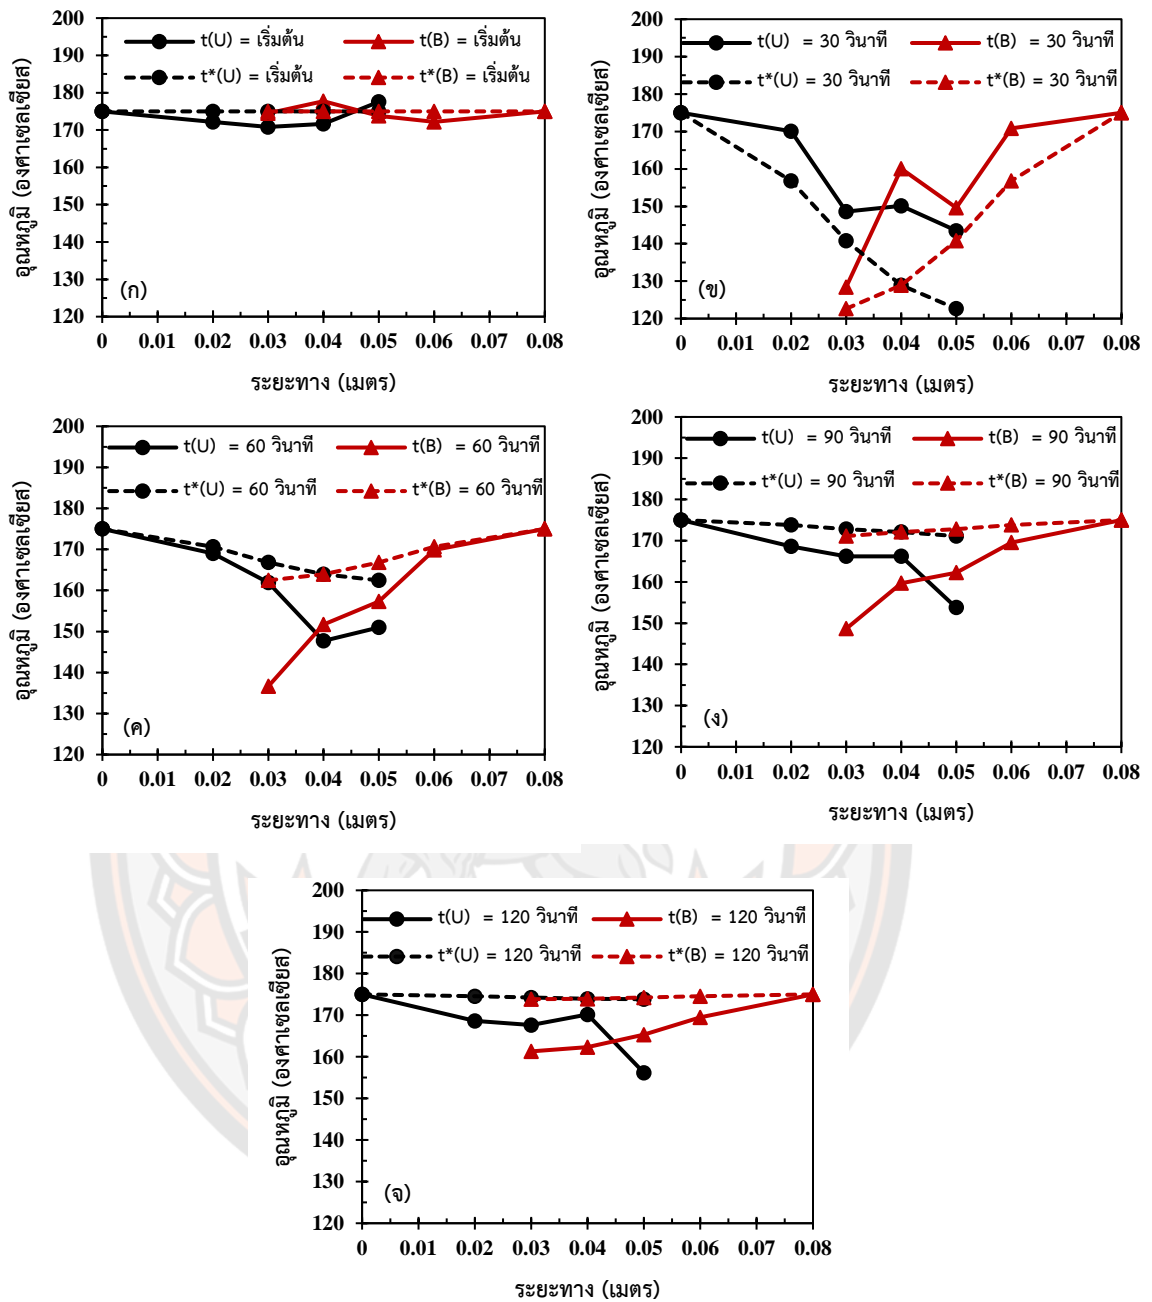 200
190
180
170
160
150
140
130
120
t(U) = เริ่มต้น
t(B) = เริ่มต้น
t*(U) = เริ่มต้น
t*(B) = เริ่มต้น
(ก)
0 0.01 0.02 0.03 0.04 0.05 0.06 0.07 0.08
อุณหภูมิ (องศาเซลเซียส)
ระยะทาง (เมตร)
200
190
180
170
160
150
140
130
120
t(U) = 30 วินาที
t(B) = 30 วินาที
t*(U) = 30 วินาที
t*(B) = 30 วินาที
(ข)
0 0.01 0.02 0.03 0.04 0.05 0.06 0.07 0.08
อุณหภูมิ (องศาเซลเซียส)
ระยะทาง (เมตร)
200
190
180
170
160
150
140
130
120
t(U) = 60 วินาที
t(B) = 60 วินาที
t*(U) = 60 วินาที
t*(B) = 60 วินาที
(ค)
0 0.01 0.02 0.03 0.04 0.05 0.06 0.07 0.08
อุณหภูมิ (องศาเซลเซียส)
ระยะทาง (เมตร)
200
190
180
170
160
150
140
130
120
t(U) = 90 วินาที
t(B) = 90 วินาที
t*(U) = 90 วินาที
t*(B) = 90 วินาที
(ง)
0 0.01 0.02 0.03 0.04 0.05 0.06 0.07 0.08
อุณหภูมิ (องศาเซลเซียส)
ระยะทาง (เมตร)
200
190
180
170
160
150
140
130
120
t(U) = 120 วินาที
t(B) = 120 วินาที
t*(U) = 120 วินาที
t*(B) = 120 วินาที
(จ)
0 0.01 0.02 0.03 0.04 0.05 0.06 0.07 0.08
อุณหภูมิ (องศาเซลเซียส)
ระยะทาง (เมตร)